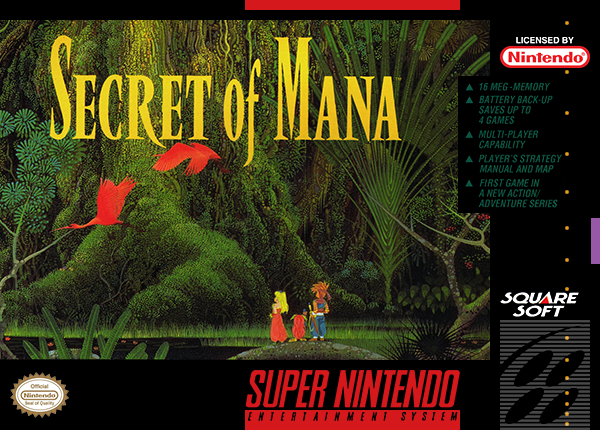 SECRET OF MANA
TM
LICENSED BY
Nintendo®
▲ 16 MEG-MEMORY
▲ BATTERY BACK-UP
SAVES UP TO
4 GAMES
▲ MULTI-PLAYER
CAPABILITY
▲ PLAYER'S STRATEGY
MANUAL AND MAP
▲ FIRST GAME IN
A NEW ACTION/
ADVENTURE SERIES
SQUARE
SOFT
Official
Nintendo
Seal of Quality
SUPER NINTENDO
ENTERTAINMENT SYSTEM